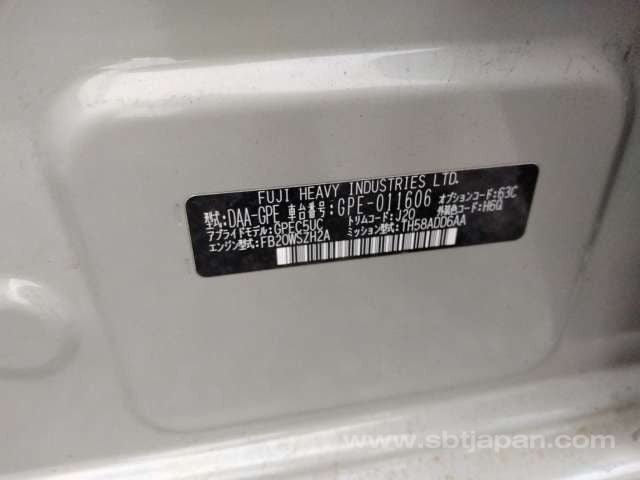 FUJI HEAVY INDUSTRIES LTD.
型式:DAA-GPE 車台番号:GPE-011606 オプションコード:63C
アプライドモデル:GPEC5UC トリムコード:J20 外装色コード:H6Q
エンジン型式:FB20WSZH2A ミッション型式:TH58ADD6AA
www.sbtjapan.com